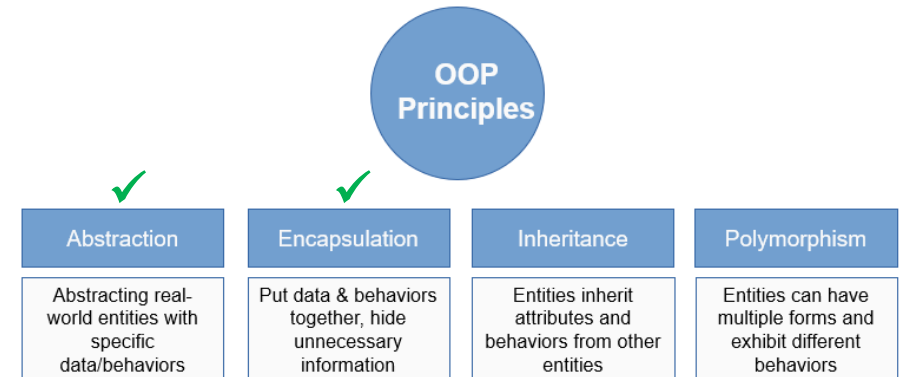 OOP
Principles
Abstraction
Encapsulation
Inheritance
Polymorphism
Abstracting real-
world entities with
specific
data/behaviors
Put data & behaviors
together, hide
unnecessary
information
Entities inherit
attributes and
behaviors from other
entities
Entities can have
multiple forms and
exhibit different
behaviors